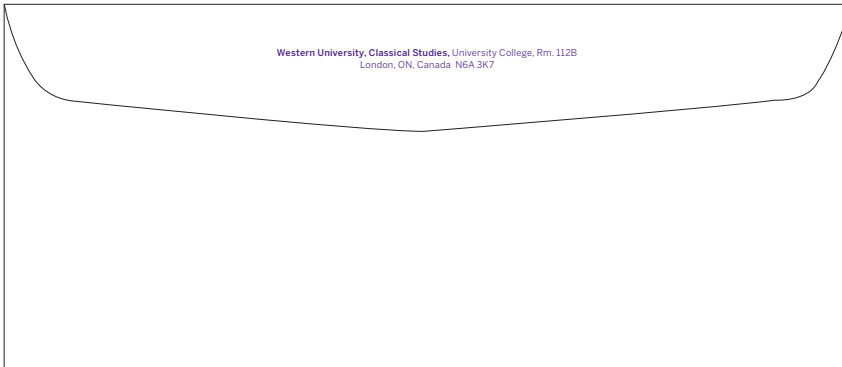 Western University, Classical Studies, University College, Rm. 112B
London, ON, Canada  N6A 3K7